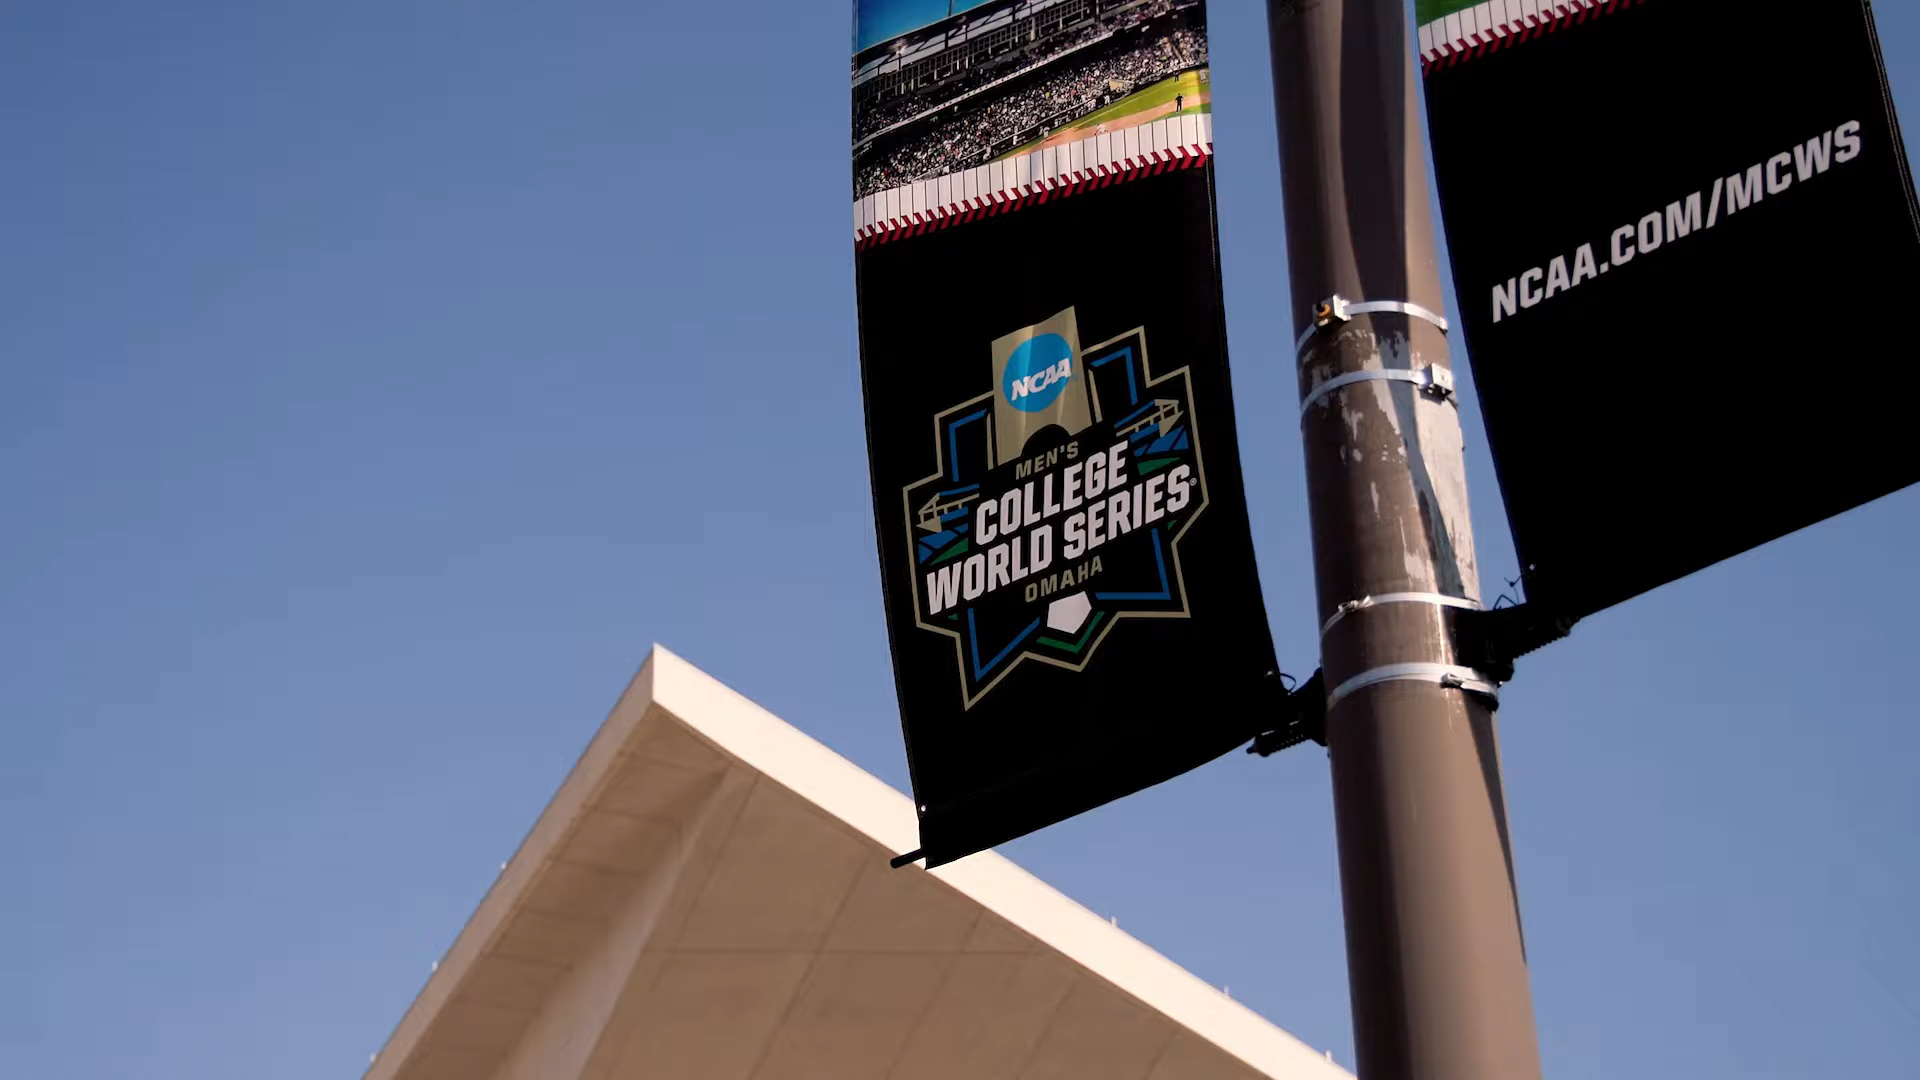 NCAA
MEN'S
COLLEGE
WORLD SERIES®
OMAHA
NCAA.COM/MCWS